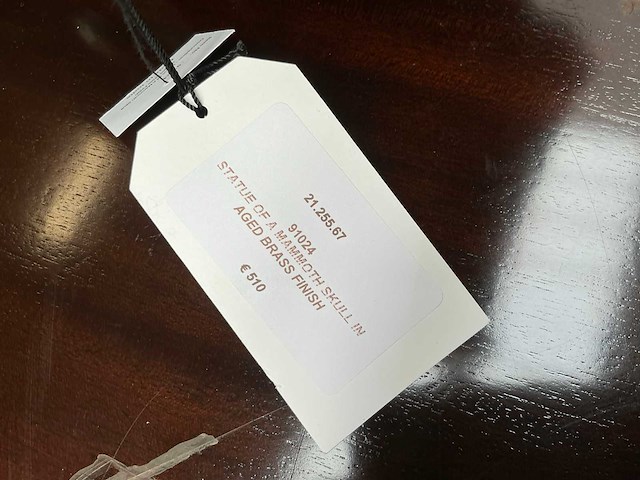 21.255.67
91024
STATUE OF A MAMMOTH SKULL IN
AGED BRASS FINISH
€ 510